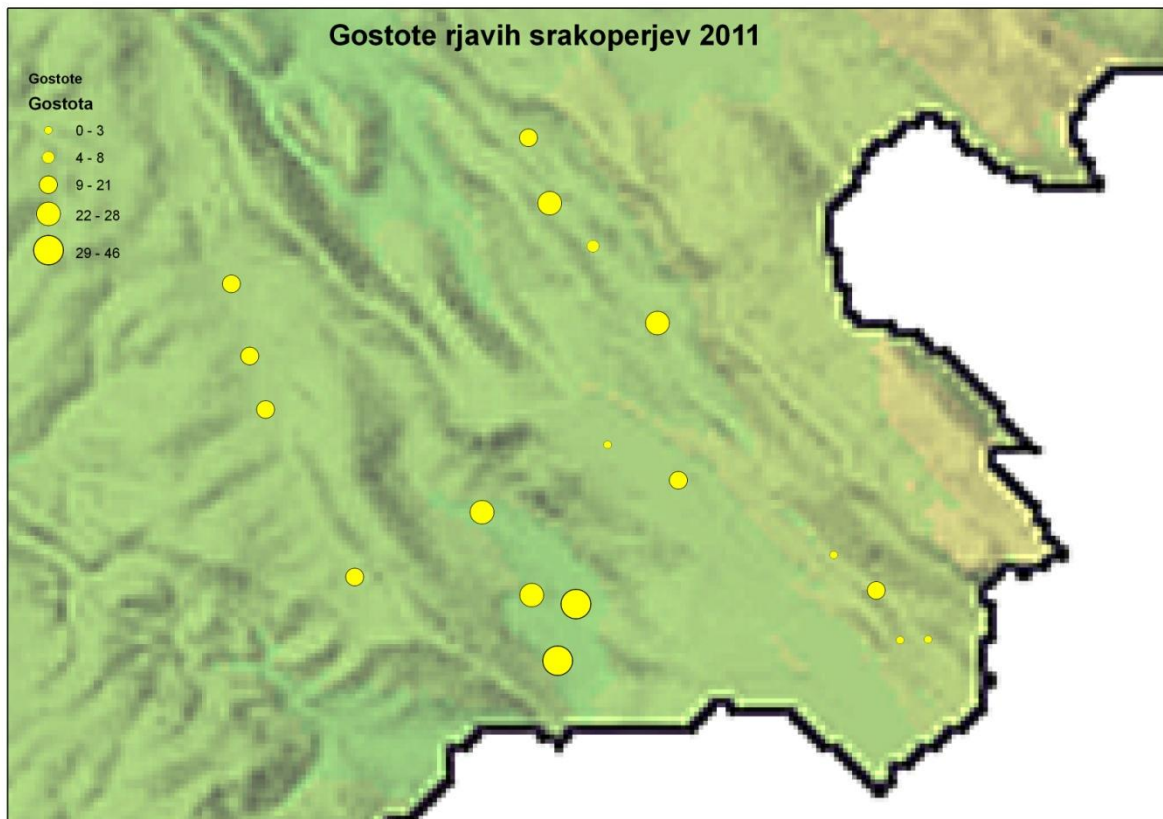 Gostote rjavih srakoperjev 2011
Gostote
Gostota
0 - 3
4 - 8
9 - 21
22 - 28
29 - 46